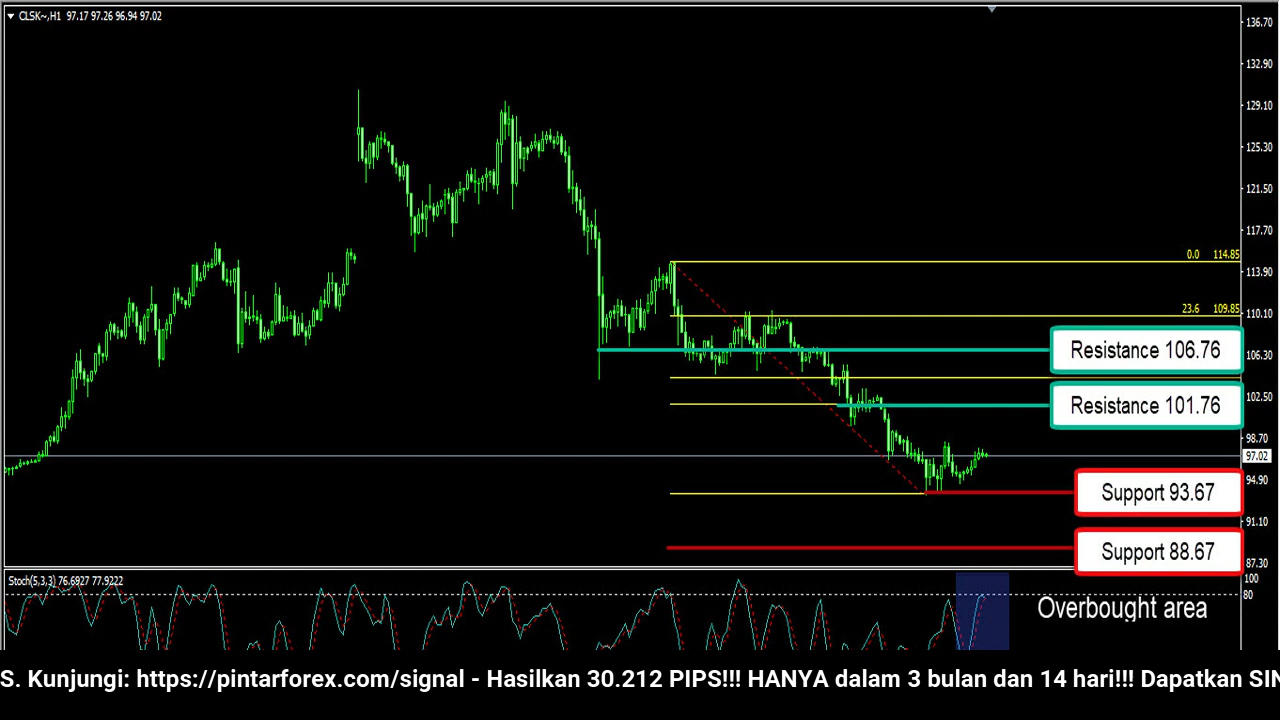 CLSK~,H1 97.17 97.26 96.94 97.02
136.70
132.90
129.10
125.30
121.50
117.70
0.0 114.85
113.90
23.6 109.85
110.10
Resistance 106.76
106.30
Resistance 101.76
102.50
98.70
97.02
94.90
Support 93.67
91.10
Support 88.67
87.30
Stoch(5,3,3) 76.6927 77.9222
100
80
Overbought area
S. Kunjungi: https://pintarforex.com/signal - Hasilkan 30.212 PIPS!!! HANYA dalam 3 bulan dan 14 hari!!! Dapatkan SIN